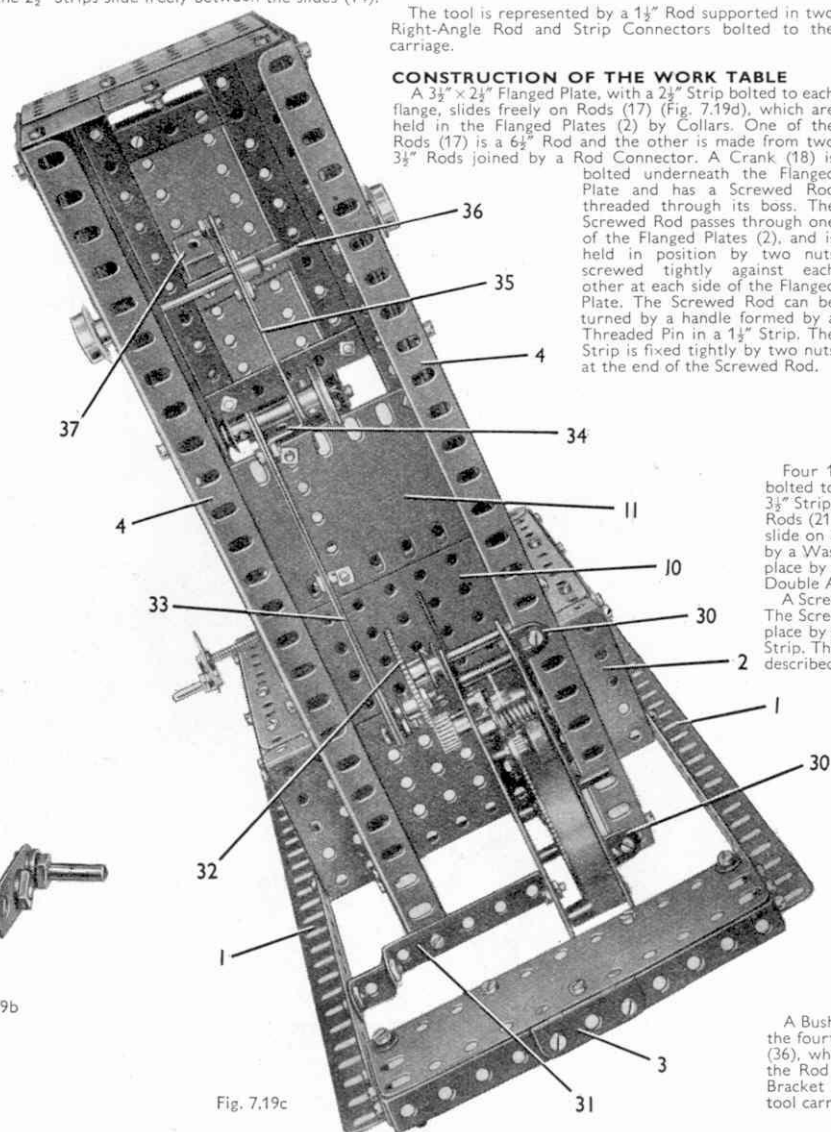 2½" Strips slide freely between the slides
The tool is represented by a 1½" Rod supported in two
Right-Angle Rod and Strip Connectors bolted to the
carriage.
CONSTRUCTION OF THE WORK TABLE
A 3½" × 2½" Flanged Plate, with a 2½" Strip bolted to each
flange, slides freely on Rods (17) (Fig. 7.19d), which are
held in the Flanged Plates (2) by Collars. One of the
Rods (17) is a 6½" Rod and the other is made from two
3½" Rods joined by a Rod Connector. A Crank (18) is
bolted underneath the Flanged
Plate and has a Screwed Rod
threaded through its boss. The
Screwed Rod passes through one
of the Flanged Plates (2), and is
held in position by two nuts
screwed tightly against each
other at each side of the Flanged
Plate. The Screwed Rod can be
turned by a handle formed by a
Threaded Pin in a 1½" Strip. The
Strip is fixed tightly by two nuts
at the end of the Screwed Rod.
36
35
4
37
34
Four 1
bolted to
3½" Strip
Rods (21
slide on
by a Was
place by
Double A
A Scre
The Screw
place by
Strip. Th
described
4
11
10
33
30
2
1
30
32
1
9b
A Bush
the fourt
(36), wh
the Rod
Bracket
tool carr
3
31
Fig. 7.19c